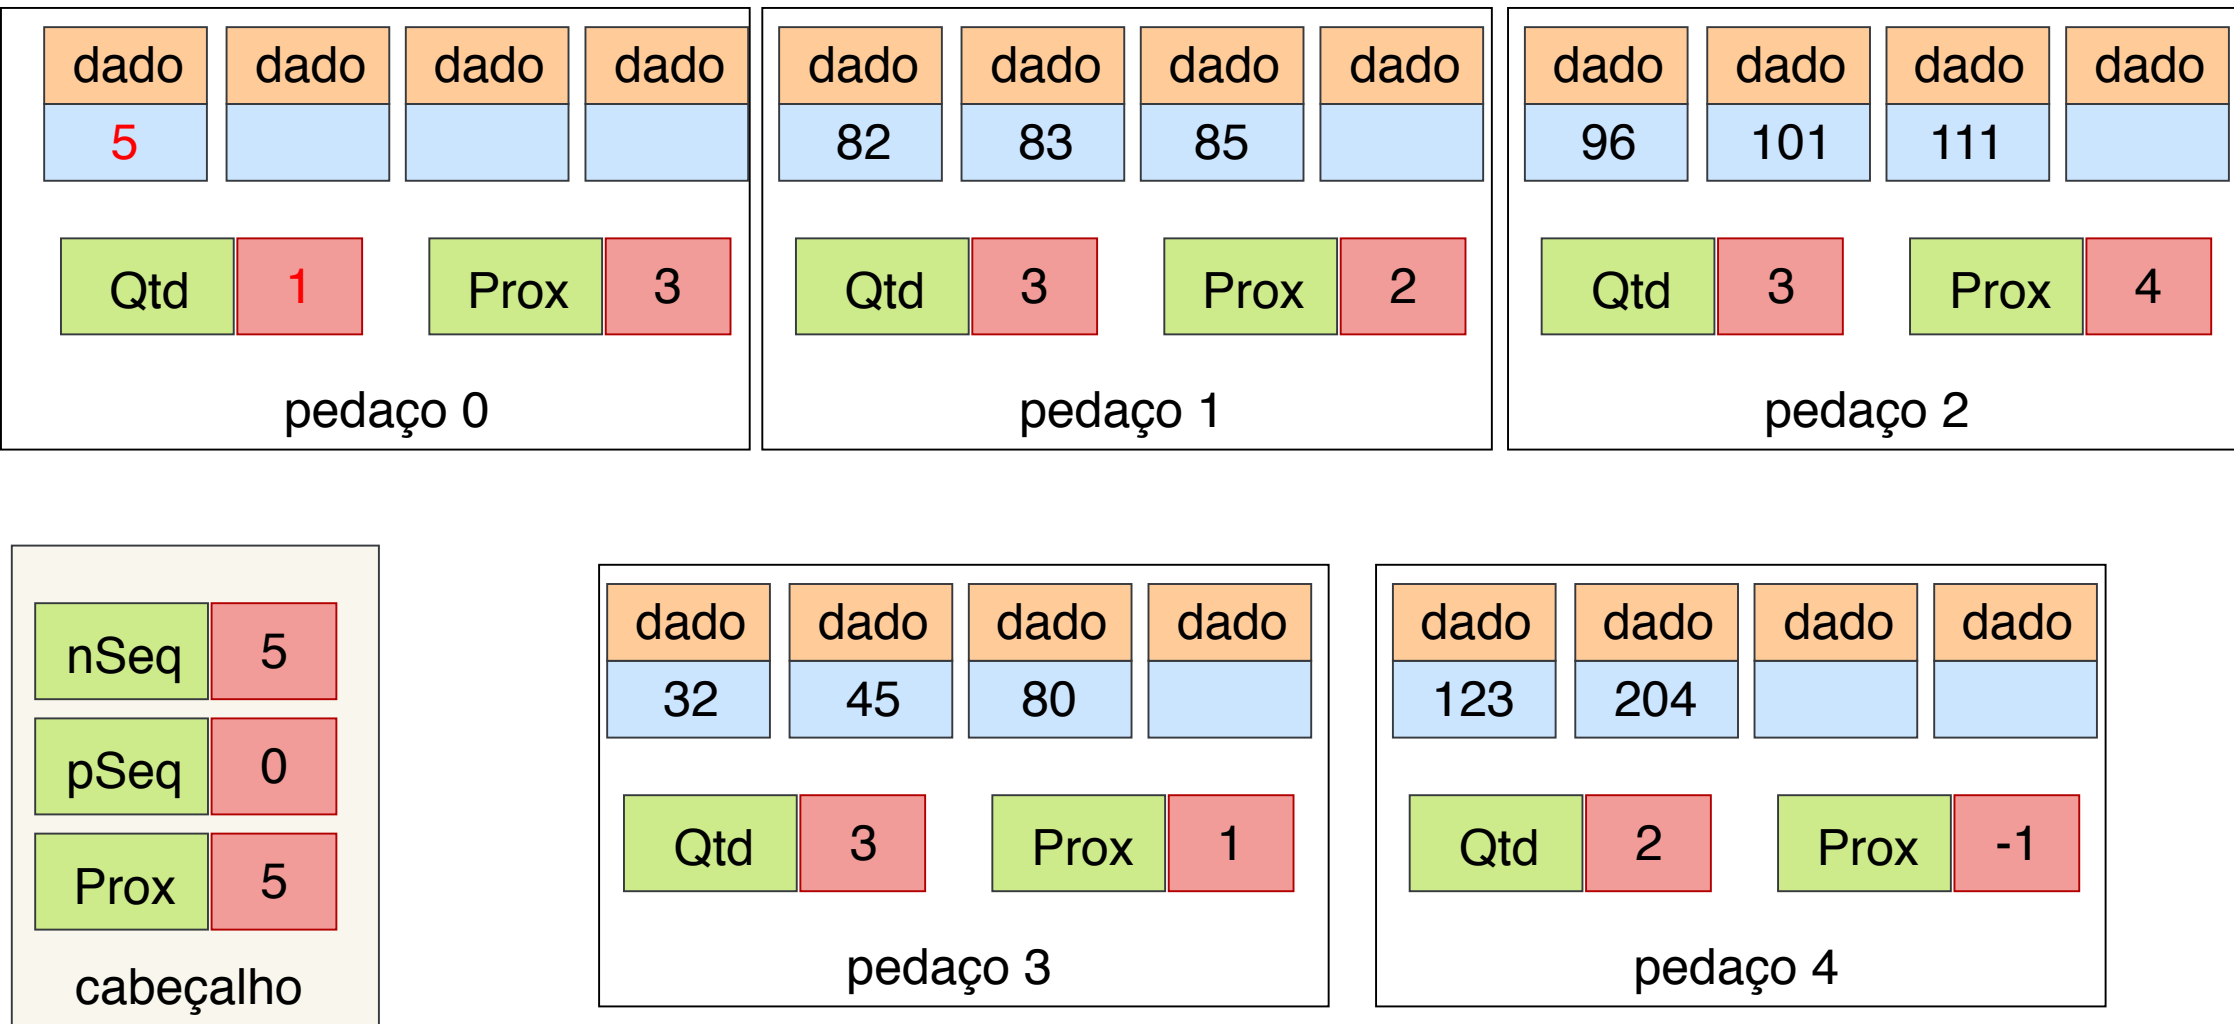 dado dado dado dado
5
Qtd 1 Prox 3
pedaço 0
dado dado dado dado
82 83 85
Qtd 3 Prox 2
pedaço 1
dado dado dado dado
96 101 111
Qtd 3 Prox 4
pedaço 2
nSeq 5
pSeq 0
Prox 5
cabeçalho
dado dado dado dado
32 45 80
Qtd 3 Prox 1
pedaço 3
dado dado dado dado
123 204
Qtd 2 Prox -1
pedaço 4